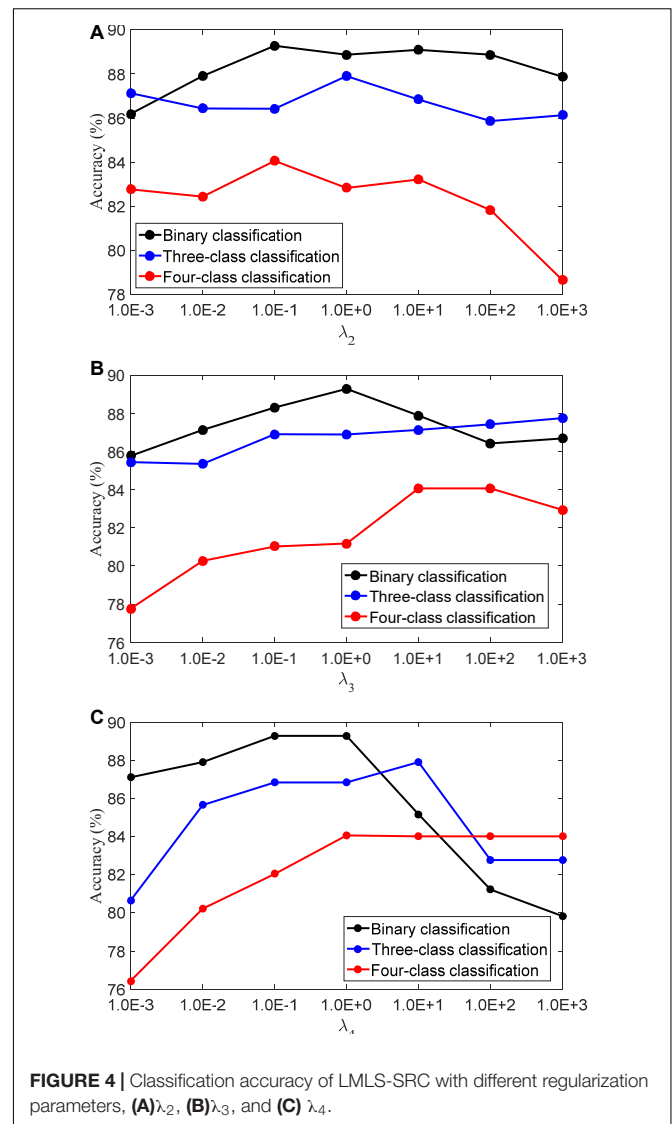 A
90
88
86
84
82
80
78
Accuracy (%)
Binary classification
Three-class classification
Four-class classification
1.0E-3 1.0E-2 1.0E-1 1.0E+0 1.0E+1 1.0E+2 1.0E+3
λ2
B
90
88
86
84
82
80
78
76
Accuracy (%)
Binary classification
Three-class classification
Four-class classification
1.0E-3 1.0E-2 1.0E-1 1.0E+0 1.0E+1 1.0E+2 1.0E+3
λ3
C
90
88
86
84
82
80
78
76
Accuracy (%)
Binary classification
Three-class classification
Four-class classification
1.0E-3 1.0E-2 1.0E-1 1.0E+0 1.0E+1 1.0E+2 1.0E+3
λ4
FIGURE 4 | Classification accuracy of LMLS-SRC with different regularization
parameters, (A)λ2, (B)λ3, and (C) λ4.